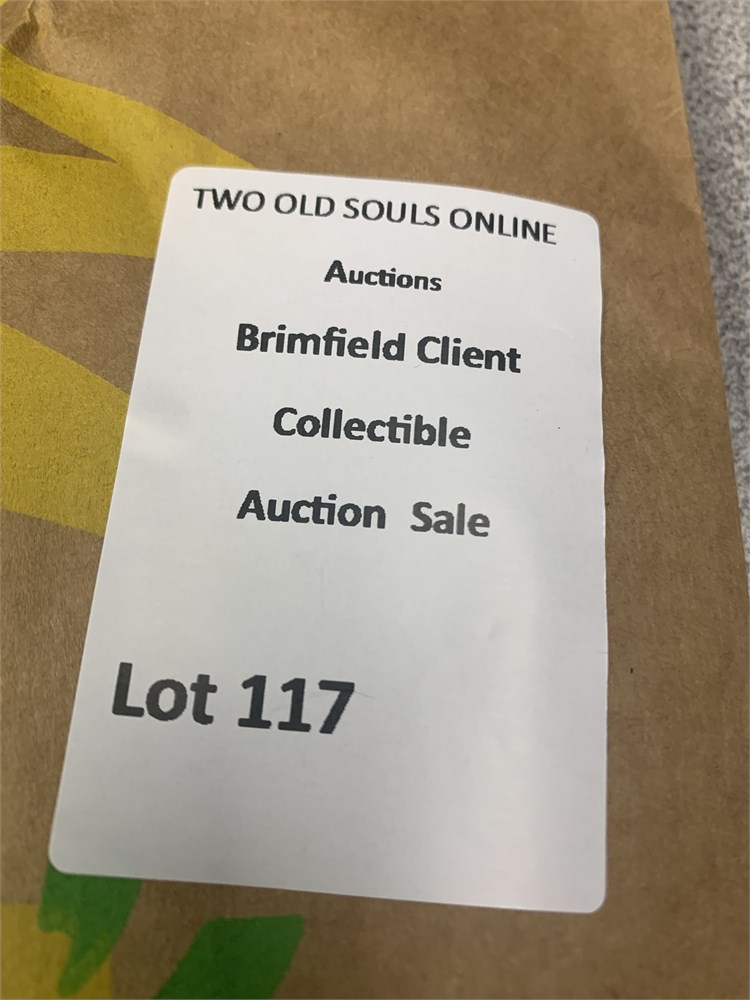 TWO OLD SOULS ONLINE
Auctions
Brimfield Client
Collectible
Auction Sale
Lot 117